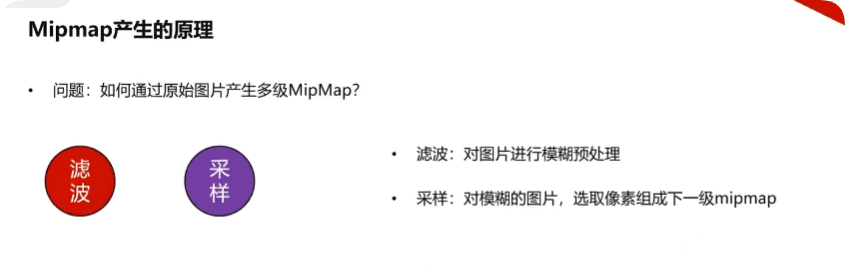 Mipmap产生的原理
• 问题：如何通过原始图片产生多级MipMap？
滤
波
采
样
• 滤波：对图片进行模糊预处理
• 采样：对模糊的图片，选取像素组成下一级mipmap